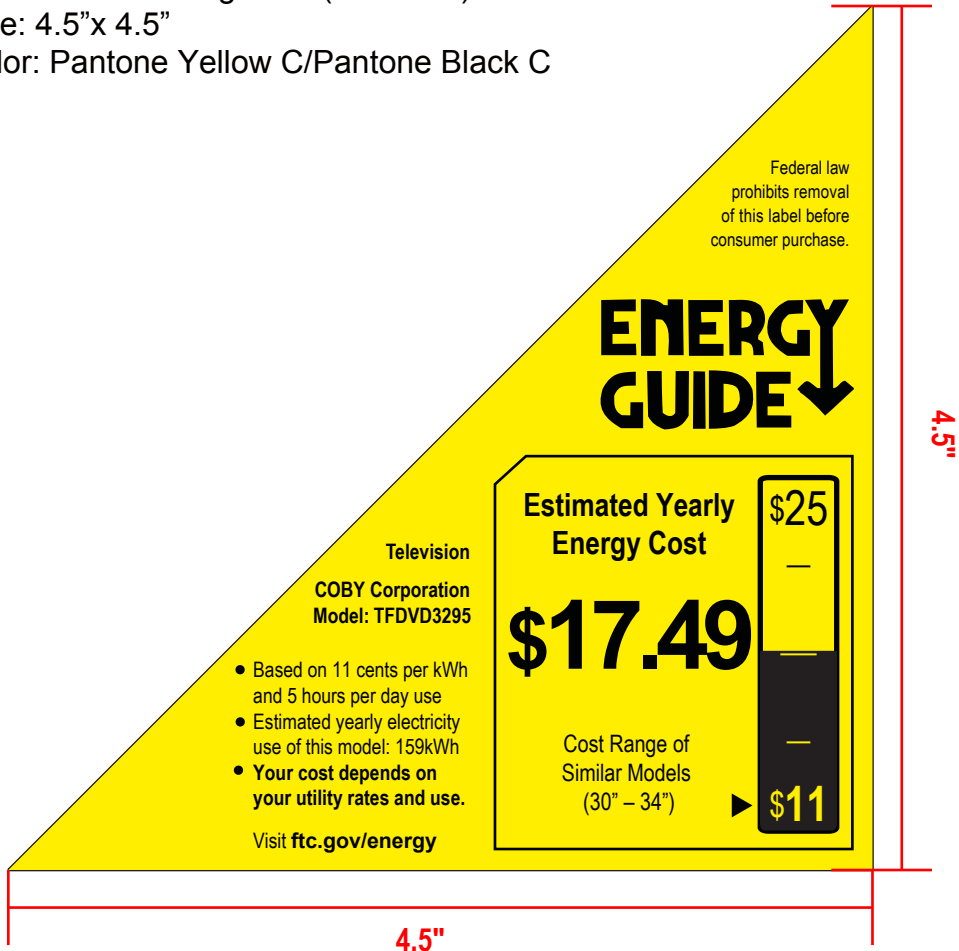 e: 4.5”x 4.5”
lor: Pantone Yellow C/Pantone Black C
Federal law
prohibits removal
of this label before
consumer purchase.
ENERGY
GUIDE
4.5"
Estimated Yearly
Energy Cost
$17.49
$25
Cost Range of
Similar Models
(30” – 34”)
$11
Television
COBY Corporation
Model: TFDVD3295
Based on 11 cents per kWh
and 5 hours per day use
Estimated yearly electricity
use of this model: 159kWh
Your cost depends on
your utility rates and use.
Visit ftc.gov/energy
4.5"